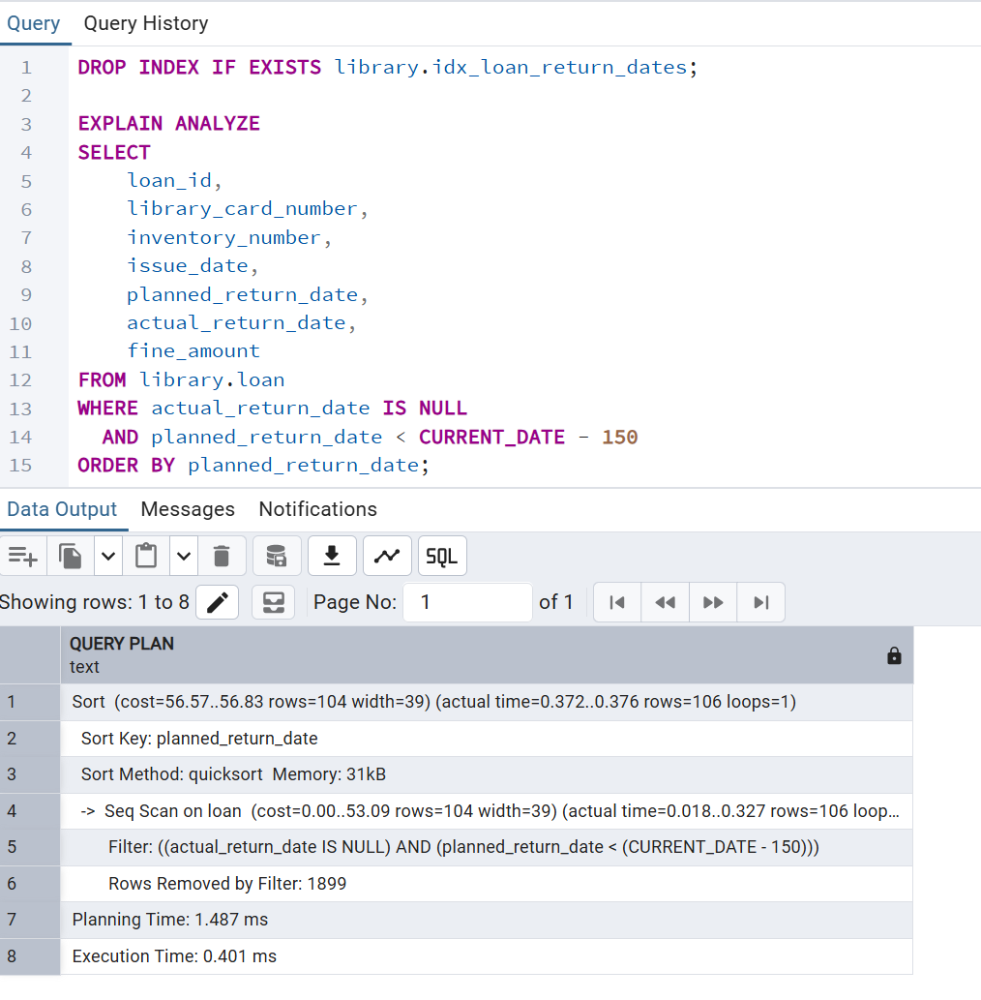 Query Query History
1 DROP INDEX IF EXISTS library.idx_loan_return_dates;
2
3 EXPLAIN ANALYZE
4 SELECT
5 loan_id,
6 library_card_number,
7 inventory_number,
8 issue_date,
9 planned_return_date,
10 actual_return_date,
11 fine_amount
12 FROM library.loan
13 WHERE actual_return_date IS NULL
14 AND planned_return_date < CURRENT_DATE - 150
15 ORDER BY planned_return_date;
Data Output Messages Notifications
SQL
Showing rows: 1 to 8 Page No: 1 of 1
QUERY PLAN
text
1 Sort (cost=56.57..56.83 rows=104 width=39) (actual time=0.372..0.376 rows=106 loops=1)
2 Sort Key: planned_return_date
3 Sort Method: quicksort Memory: 31kB
4 -> Seq Scan on loan (cost=0.00..53.09 rows=104 width=39) (actual time=0.018..0.327 rows=106 loop...
5 Filter: ((actual_return_date IS NULL) AND (planned_return_date < (CURRENT_DATE - 150)))
6 Rows Removed by Filter: 1899
7 Planning Time: 1.487 ms
8 Execution Time: 0.401 ms